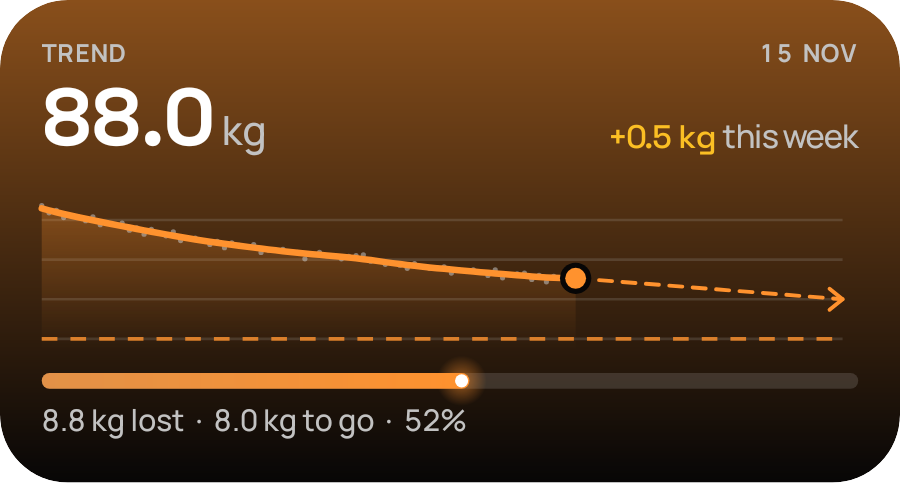 TREND
15 NOV
88.0 kg
+0.5 kg this week
8.8 kg lost · 8.0 kg to go · 52%